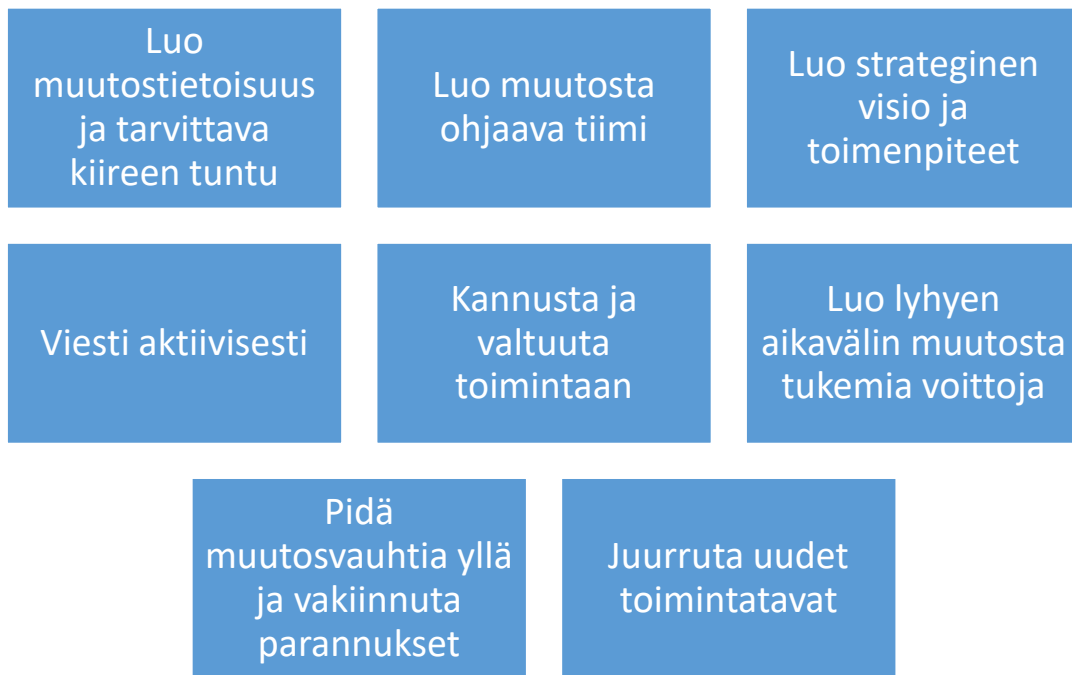 Luo
muutostietoisuus
ja tarvittava
kiireen tuntu
Luo muutosta
ohjaava tiimi
Luo strateginen
visio ja
toimenpiteet
Viesti aktiivisesti
Kannusta ja
valtuuta
toimintaan
Luo lyhyen
aikavälin muutosta
tukemia voittoja
Pidä
muutosvauhtia yllä
ja vakiinnuta
parannukset
Juurruta uudet
toimintatavat